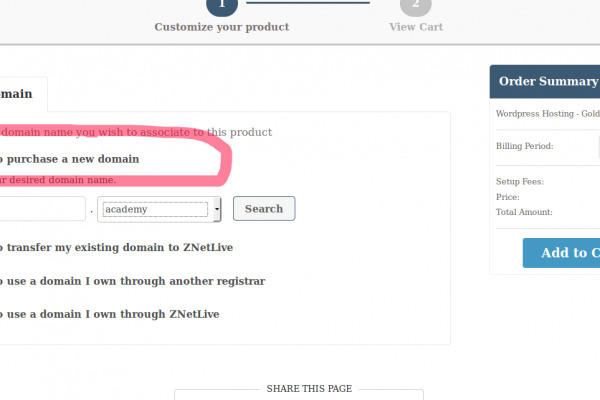 1 2
Customize your product View Cart
Order Summary
main
domain name you wish to associate to this product
Wordpress Hosting - Gold
purchase a new domain
Billing Period:
desired domain name.
Setup Fees:
Price:
. academy Search
Total Amount:
transfer my existing domain to ZNetLive
Add to
use a domain I own through another registrar
use a domain I own through ZNetLive
SHARE THIS PAGE